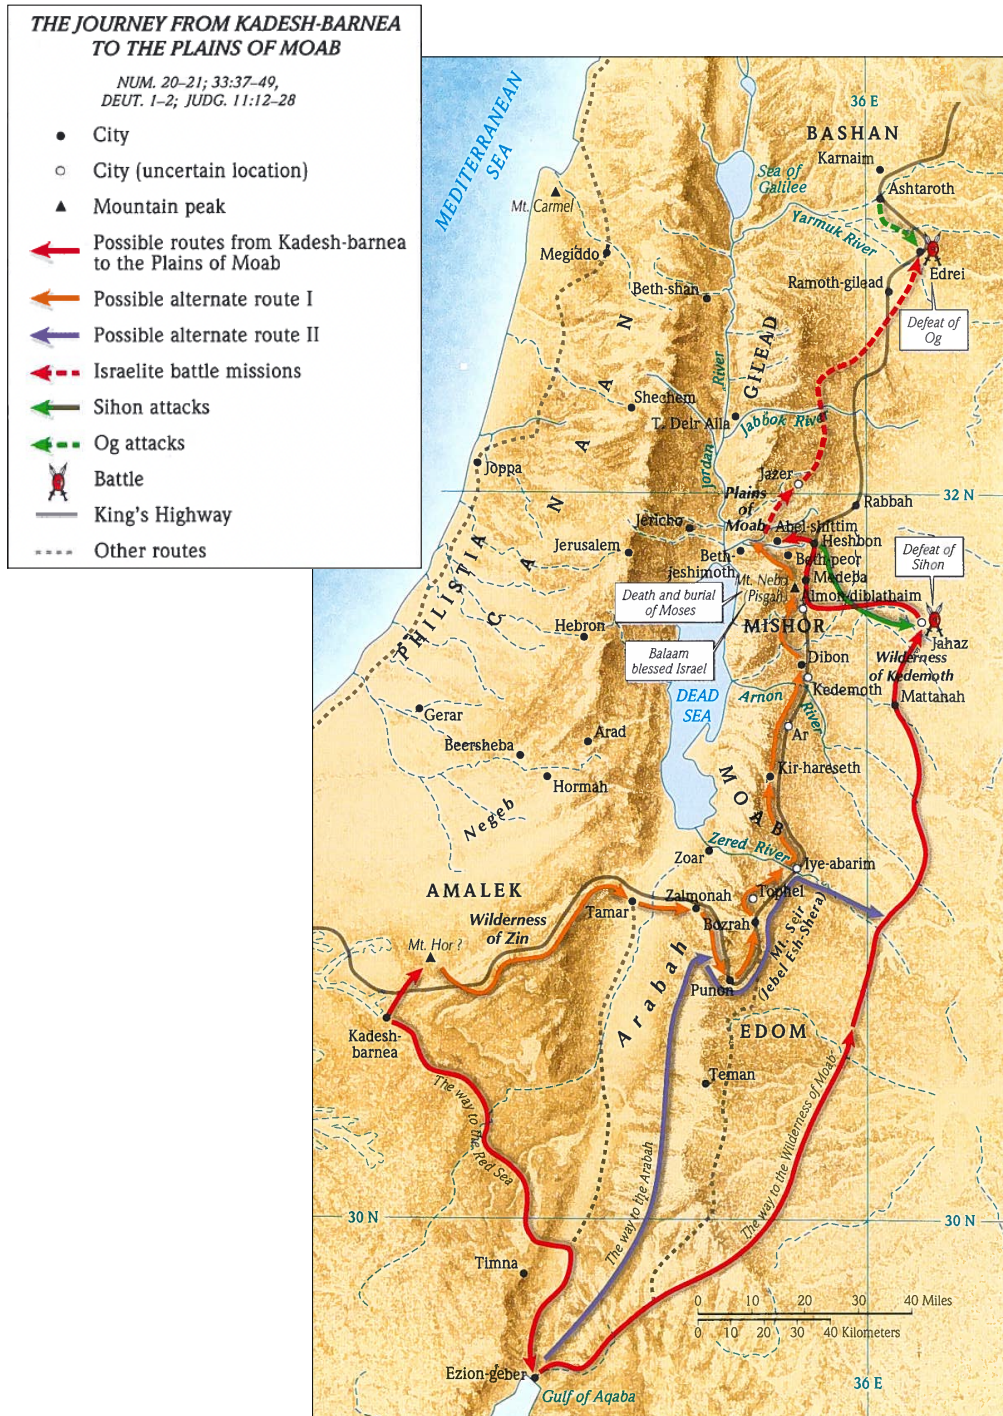 THE JOURNEY FROM KADESH-BARNEA
TO THE PLAINS OF MOAB
NUM. 20–21; 33:37–49,
DEUT. 1–2; JUDG. 11:12–28
City
City (uncertain location)
Mountain peak
Possible routes from Kadesh-barnea
to the Plains of Moab
Possible alternate route I
Possible alternate route II
Israelite battle missions
Sihon attacks
Og attacks
Battle
King's Highway
Other routes
MEDITERRANEAN
SEA
36 E
BASHAN
Karnaim
Sea of
Galilee
Ashtaroth
Mt. Carmel
Yarmuk River
Megiddo
Edrei
Ramoth-gilead
Beth-shan
Defeat of
Og
GILEAD
River
Jordan
Shechem
T. Deir Alla
Jabbok River
CANAAN
Joppa
Jazer
Plains
of
Moab
32 N
Rabbah
Jericho
Abel-shittim
Heshbon
Jerusalem
Beth-
jeshimoth
Beth-peor
Defeat of
Sihon
Mt. Nebo
Pisgah
Medeba
Death and burial
of Moses
Almon-diblathaim
PHILISTIA
Hebron
MISHOR
Jahaz
Balaam
blessed Israel
Dibon
Wilderness
of Kedemoth
DEAD
SEA
Arnon
River
Kedemoth
Mattanah
Gerar
Ar
Arad
Beersheba
Kir-hareseth
Hormah
MOAB
Negeb
Zered River
Zoar
Iye-abarim
AMALEK
Zalmonah
Tophel
Tamar
Wilderness
of Zin
Bozrah
Mt. Hor ?
Mt. Seir
(Jebel Esh-Shera)
Arabah
Punon
Kadesh-
barnea
EDOM
Teman
The way to the Red Sea
The way to the Arabah
The way to the Wilderness of Moab
30 N
30 N
Timna
0 10 20 30 40 Miles
0 10 20 30 40 Kilometers
Ezion-geber
Gulf of Aqaba
36 E